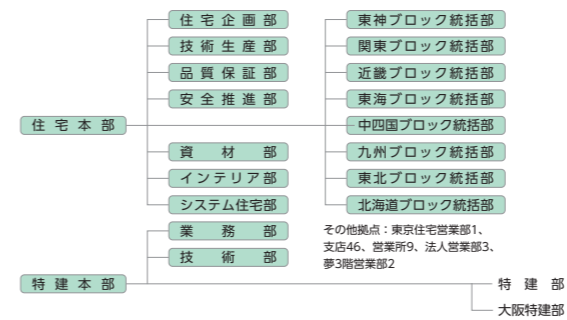 住宅本部
住宅企画部
技術生産部
品質保証部
安全推進部
資材部
インテリア部
システム住宅部
東神ブロック統括部
関東ブロック統括部
近畿ブロック統括部
東海ブロック統括部
中四国ブロック統括部
九州ブロック統括部
東北ブロック統括部
北海道ブロック統括部
その他拠点：東京住宅営業部1、
支店46、営業所9、法人営業部3、
夢3階営業部2
特建本部
業務部
技術部
特建部
大阪特建部